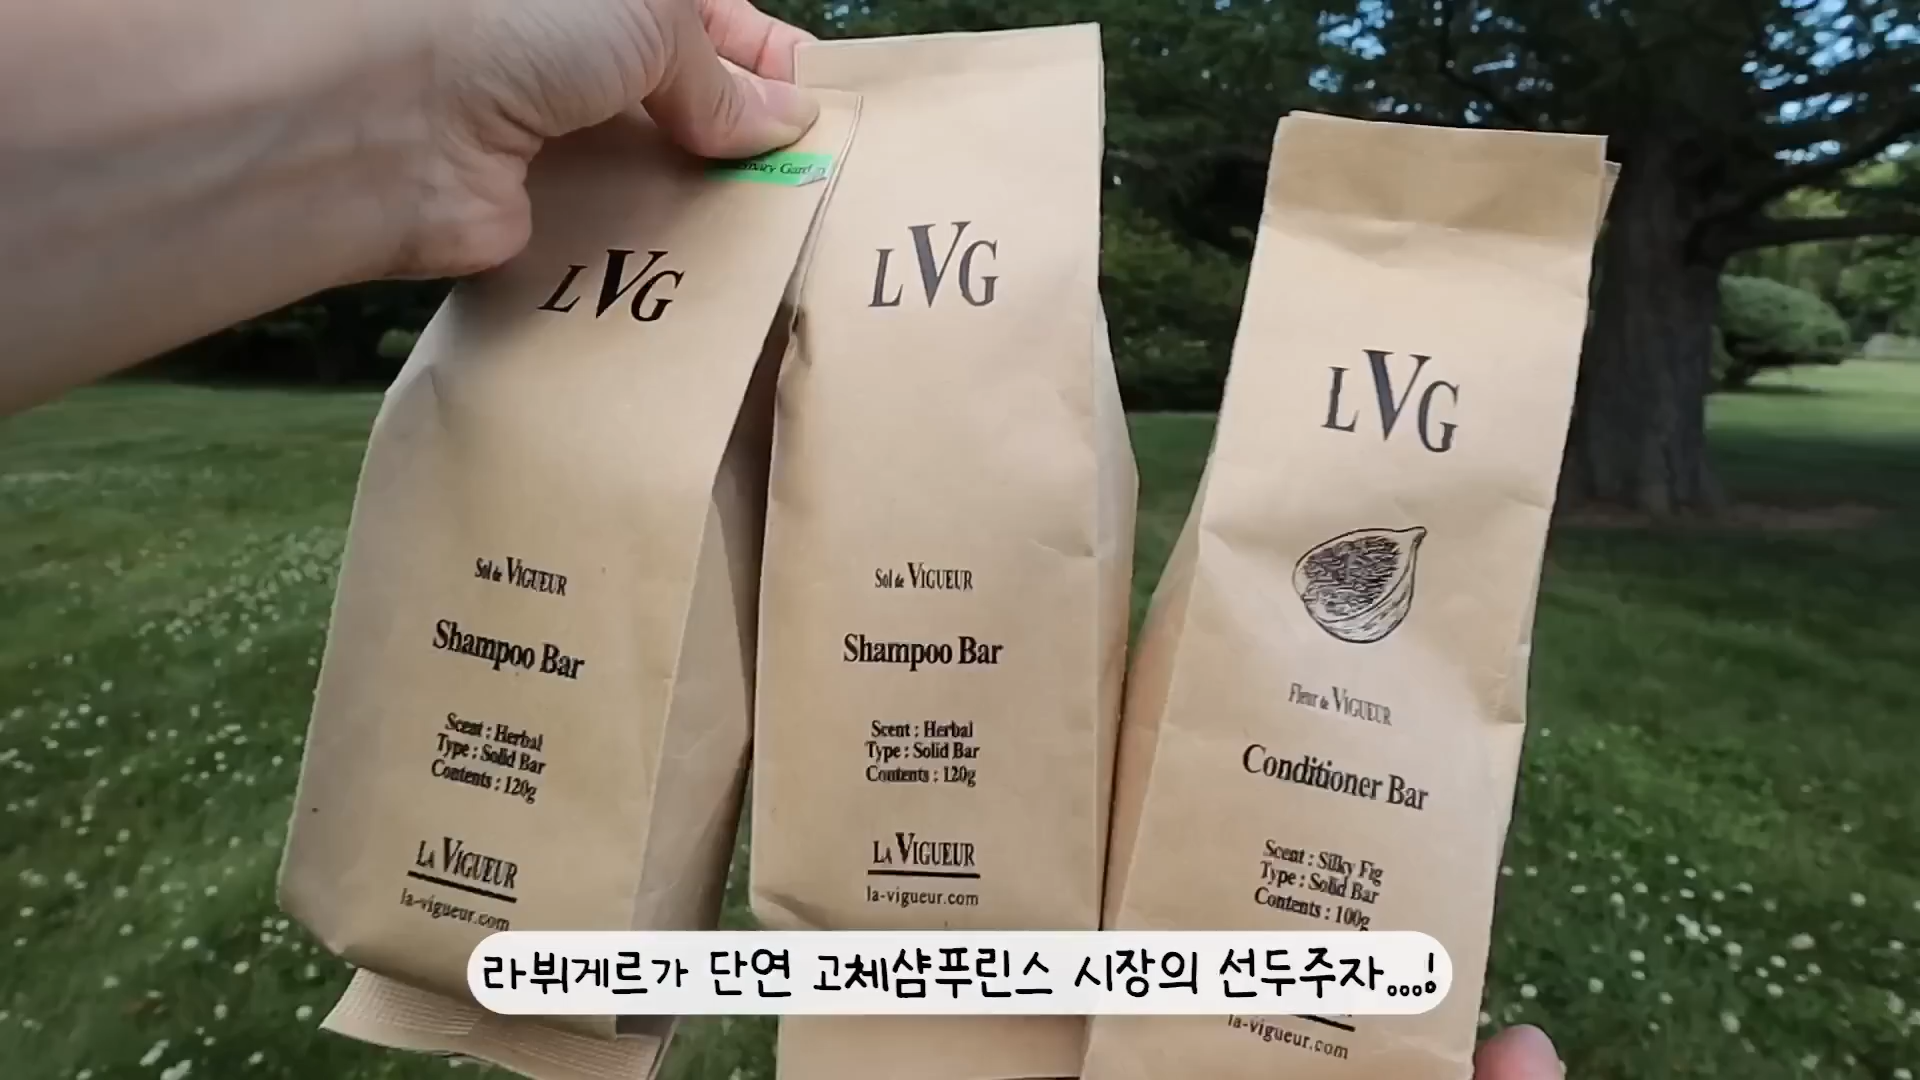 Garden
LVG
Sol de VIGUEUR
Shampoo Bar
Scent : Herbal
Type : Solid Bar
Contents : 120g
LA VIGUEUR
la-vigueur.com
LVG
Sol de VIGUEUR
Shampoo Bar
Scent : Herbal
Type : Solid Bar
Contents : 120g
LA VIGUEUR
la-vigueur.com
LVG
Fleur de VIGUEUR
Conditioner Bar
Scent : Silky Fig
Type : Solid Bar
Contents : 100g
la-vigueur.com
라뷔게르가 단연 고체샴푸린스 시장의 선두주자...!